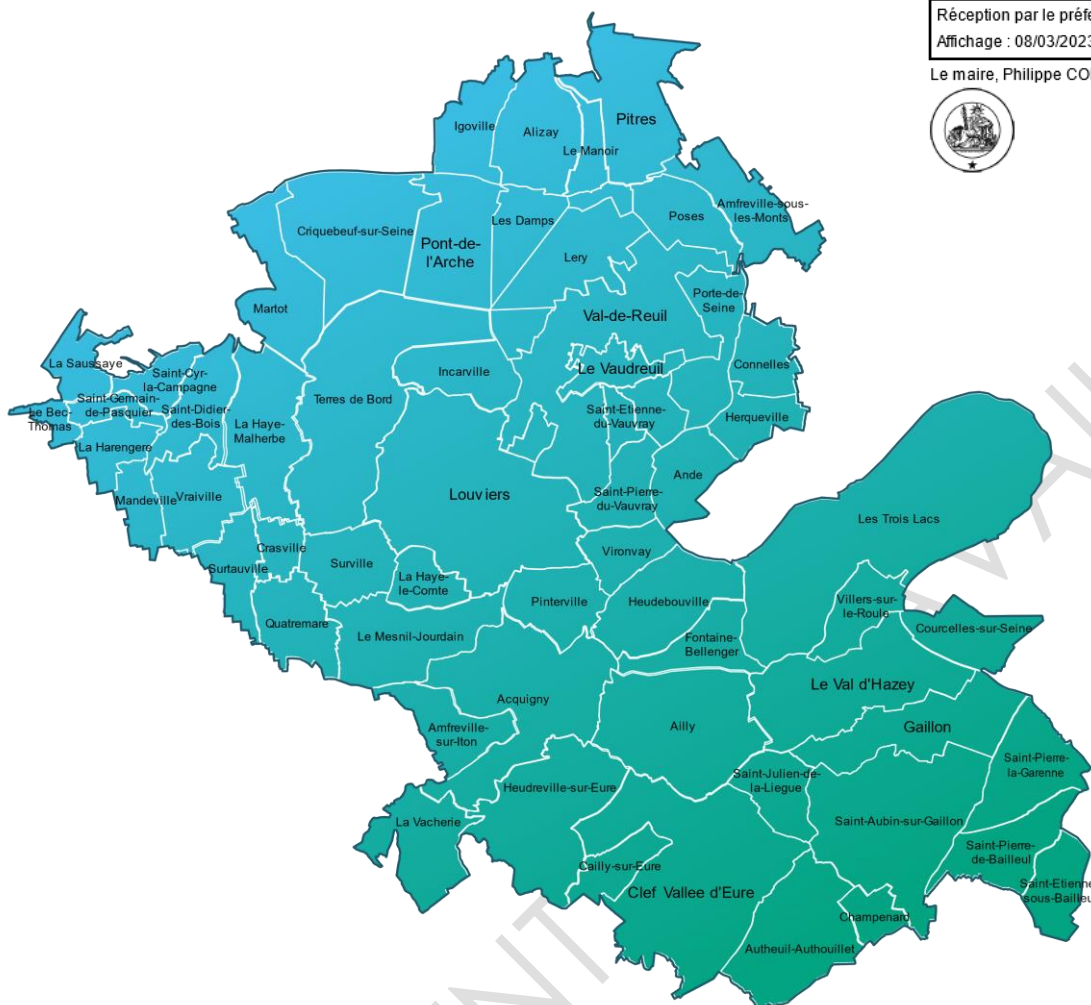 Réception par le préfe
Affichage : 08/03/2023
Le maire, Philippe CO
Pitres
Igoville
Alizay
Le Manoir
Amfreville-sous-
les-Monts
Poses
Les Damps
Criquebeuf-sur-Seine
Pont-de-
l'Arche
Lery
Porte-de-
Seine
Martot
Val-de-Reuil
La Saussaye
Connelles
Le Vaudreuil
Saint-Cyr-
la-Campagne
Incarville
Saint-Germain-
de-Pasquier
Terres de Bord
Le Bec-
Thomas
Saint-Didier-
des-Bois
La Haye-
Malherbe
Saint-Etienne-
du-Vauvray
Herqueville
La Harengere
Ande
Louviers
Saint-Pierre-
du-Vauvray
Mandeville
Vraiville
Les Trois Lacs
Crasville
Vironvay
Surville
Surtauville
La Haye-
le-Comte
Pinterville
Heudebouville
Villers-sur-
le-Roule
Quatremare
Le Mesnil-Jourdain
Courcelles-sur-Seine
Fontaine-
Bellenger
Le Val d'Hazey
Acquigny
Amfreville-
sur-Iton
Ailly
Gaillon
Saint-Pierre-
la-Garenne
Saint-Julien-de-
la-Liegue
Heudreville-sur-Eure
La Vacherie
Saint-Aubin-sur-Gaillon
Saint-Pierre-
de-Bailleul
Cailly-sur-Eure
Clef Vallee d'Eure
Saint-Etienne
sous-Bailleu
Champenard
Autheuil-Authouillet